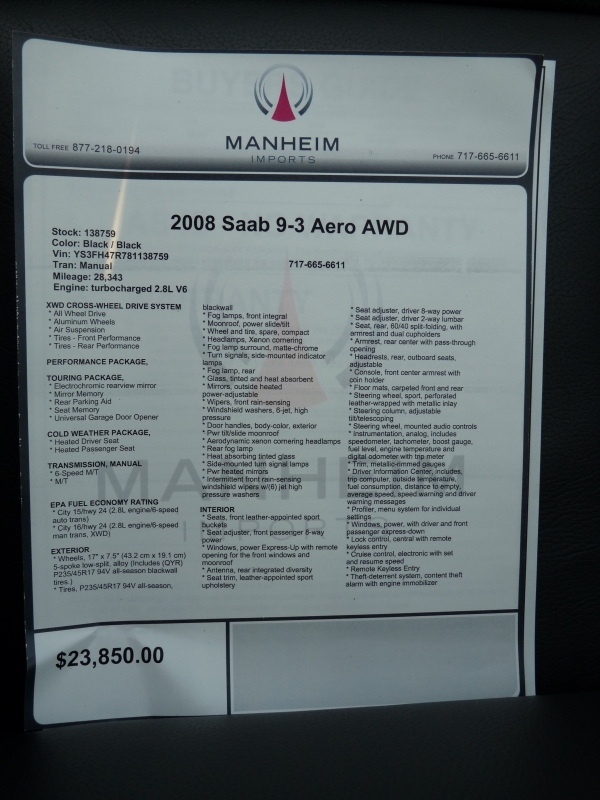 MANHEIM
IMPORTS
TOLL FREE 877-218-0194
PHONE 717-665-6611
2008 Saab 9-3 Aero AWD
Stock: 138759
Color: Black / Black
Vin: YS3FH47R781138759
Tran: Manual
717-665-6611
Mileage: 28,343
Engine: turbocharged 2.8L V6
XWD CROSS-WHEEL DRIVE SYSTEM
* All Wheel Drive
* Aluminum Wheels
* Air Suspension
* Tires - Front Performance
* Tires - Rear Performance
PERFORMANCE PACKAGE,
TOURING PACKAGE,
* Electrochromic rearview mirror
* Mirror Memory
* Rear Parking Aid
* Seat Memory
* Universal Garage Door Opener
COLD WEATHER PACKAGE,
* Heated Driver Seat
* Heated Passenger Seat
TRANSMISSION, MANUAL
* 6-Speed M/T
* M/T
EPA FUEL ECONOMY RATING
* City 15/hwy 24 (2.8L engine/6-speed
auto trans)
* City 16/hwy 24 (2.8L engine/6-speed
man trans, XWD)
EXTERIOR
* Wheels, 17" x 7.5" (43.2 cm x 19.1 cm)
5-spoke low-split, alloy (Includes (QYR)
P235/45R17 94V all-season blackwall
tires.)
* Tires, P235/45R17 94V all-season,
blackwall
* Fog lamps, front integral
* Moonroof, power slide/tilt
* Wheel and tire, spare, compact
* Headlamps, Xenon cornering
* Fog lamp surround, matte-chrome
* Turn signals, side-mounted indicator
lamps
* Fog lamp, rear
* Glass, tinted and heat absorbent
* Mirrors, outside heated
power-adjustable
* Wipers, front rain-sensing
* Windshield washers, 6-jet, high
pressure
* Door handles, body-color, exterior
* Pwr tilt/slide moonroof
* Aerodynamic xenon cornering headlamps
* Rear fog lamp
* Heat absorbing tinted glass
* Side-mounted turn signal lamps
* Pwr heated mirrors
* Intermittent front rain-sensing
windshield wipers w/(6) jet high
pressure washers
INTERIOR
* Seats, front leather-appointed sport
buckets
* Seat adjuster, front passenger 8-way
power
* Windows, power Express-Up with remote
opening for the front windows and
moonroof
* Antenna, rear integrated diversity
* Seat trim, leather-appointed sport
upholstery
* Seat adjuster, driver 8-way power
* Seat adjuster, driver 2-way lumbar
* Seat, rear, 60/40 split-folding, with
armrest and dual cupholders
* Armrest, rear center with pass-through
opening
* Headrests, rear, outboard seats,
adjustable
* Console, front center armrest with
coin holder
* Floor mats, carpeted front and rear
* Steering wheel, sport, perforated
leather-wrapped with metallic inlay
* Steering column, adjustable
tilt/telescoping
* Steering wheel, mounted audio controls
* Instrumentation, analog, includes
speedometer, tachometer, boost gauge,
fuel level, engine temperature and
digital odometer with trip meter
* Trim, metallic-rimmed gauges
* Driver Information Center, includes,
trip computer, outside temperature,
fuel consumption, distance to empty,
average speed, speed warning and driver
warning messages
* Profiler, menu system for individual
settings
* Windows, power, with driver and front
passenger express-down
* Lock control, central with remote
keyless entry
* Cruise control, electronic with set
and resume speed
* Remote Keyless Entry
* Theft-deterrent system, content theft
alarm with engine immobilizer
MANHEIM
IMPORTS
$23,850.00